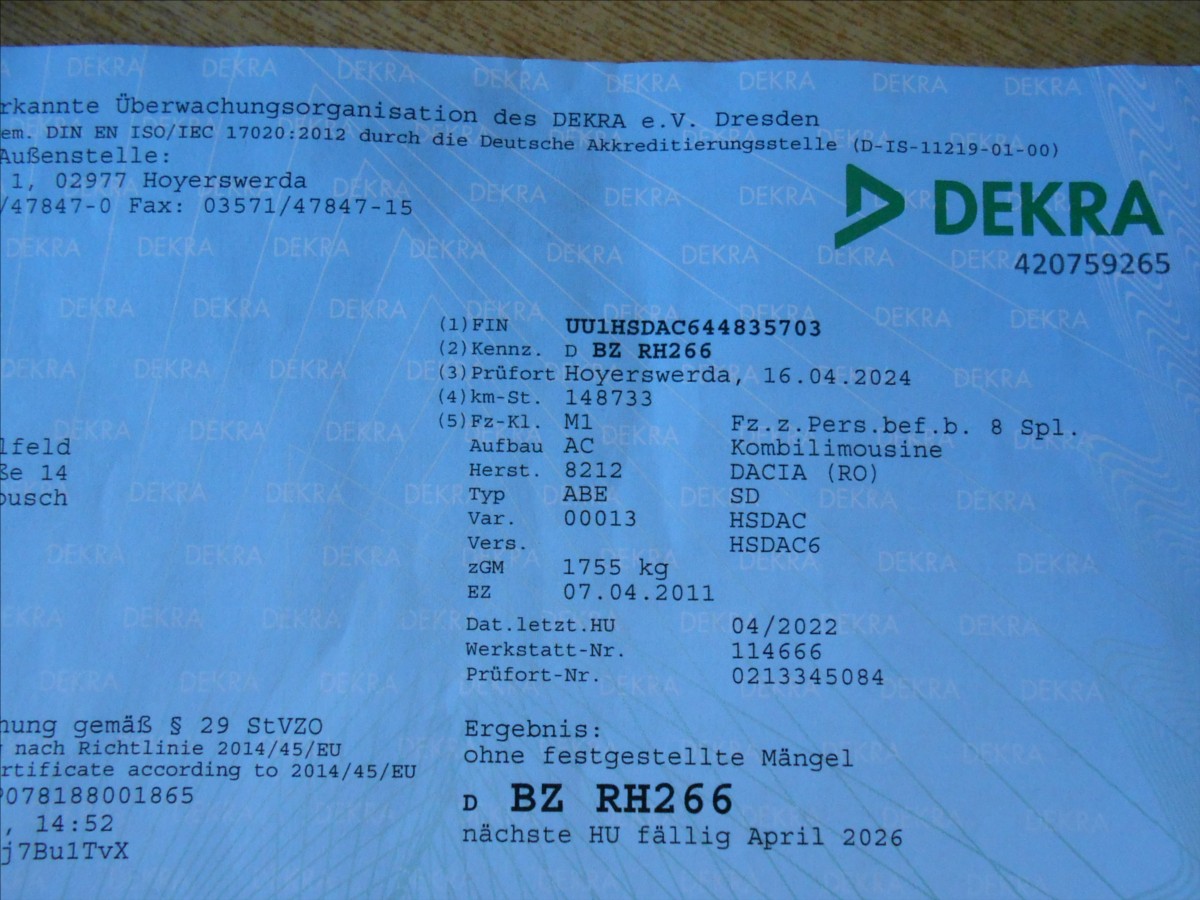 rkannte Überwachungsorganisation des DEKRA e.V. Dresden
em. DIN EN ISO/IEC 17020:2012 durch die Deutsche Akkreditierungsstelle (D-IS-11219-01-00)
Außenstelle:
1, 02977 Hoyerswerda
/47847-0 Fax: 03571/47847-15
DEKRA
420759265
(1) FIN UU1HSDAC644835703
(2) Kennz. D BZ RH266
(3) Prüfort Hoyerswerda, 16.04.2024
(4) km-St. 148733
(5) Fz-Kl. M1 Fz.z.Pers.bef.b. 8 Spl.
Aufbau AC Kombilimousine
Herst. 8212 DACIA (RO)
Typ ABE SD
Var. 00013 HSDAC
Vers. HSDAC6
zGM 1755 kg
EZ 07.04.2011
Dat.letzt.HU 04/2022
Werkstatt-Nr. 114666
Prüfort-Nr. 0213345084
lfeld
ße 14
busch
hung gemäß § 29 StVZO
nach Richtlinie 2014/45/EU
rtificate according to 2014/45/EU
P078188001865
, 14:52
j7Bu1TvX
Ergebnis:
ohne festgestellte Mängel
D BZ RH266
nächste HU fällig April 2026